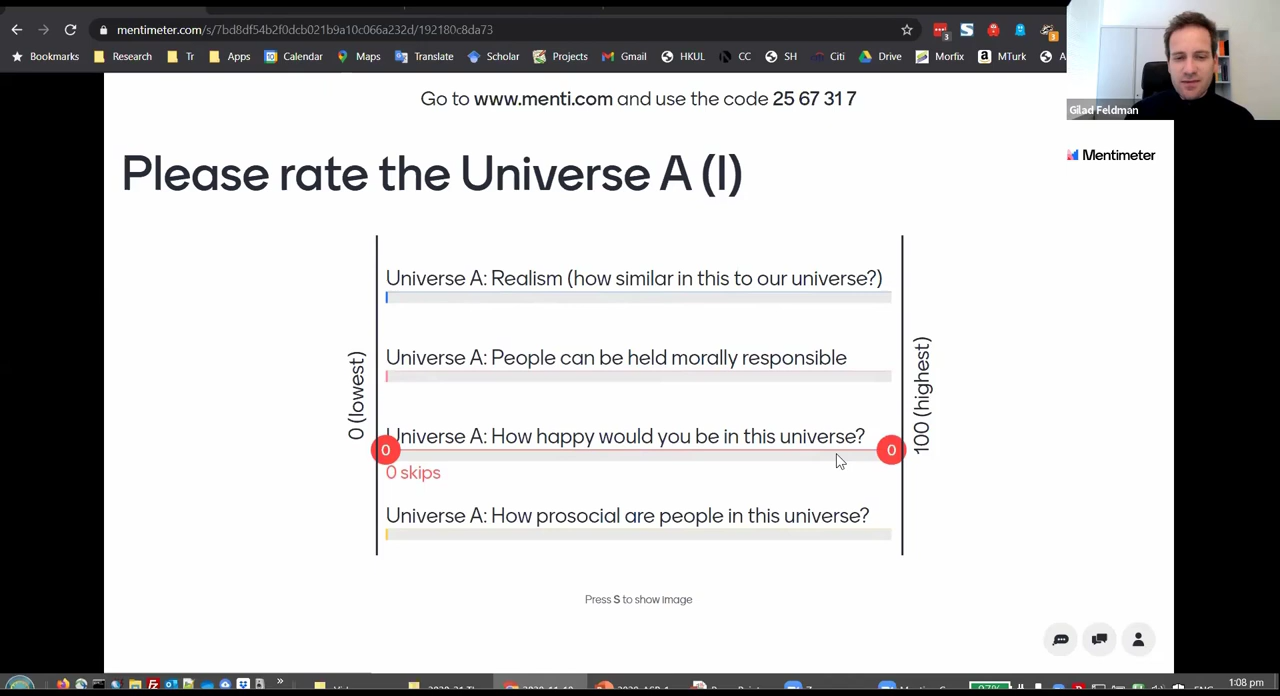 mentimeter.com/s/7bd8df54b2f0dcb021b9a10c066a232d/192180c8da73
3
3
Bookmarks Research Tr Apps Calendar Maps Translate Scholar Projects Gmail HKUL CC SH Citi Drive Morfix MTurk
Gilad Feldman
Go to www.menti.com and use the code 25 67 31 7
Mentimeter
Please rate the Universe A (I)
Universe A: Realism (how similar in this to our universe?)
Universe A: People can be held morally responsible
0 (lowest)
100 (highest)
Universe A: How happy would you be in this universe?
0
0
0 skips
Universe A: How prosocial are people in this universe?
Press S to show image
1:08 pm